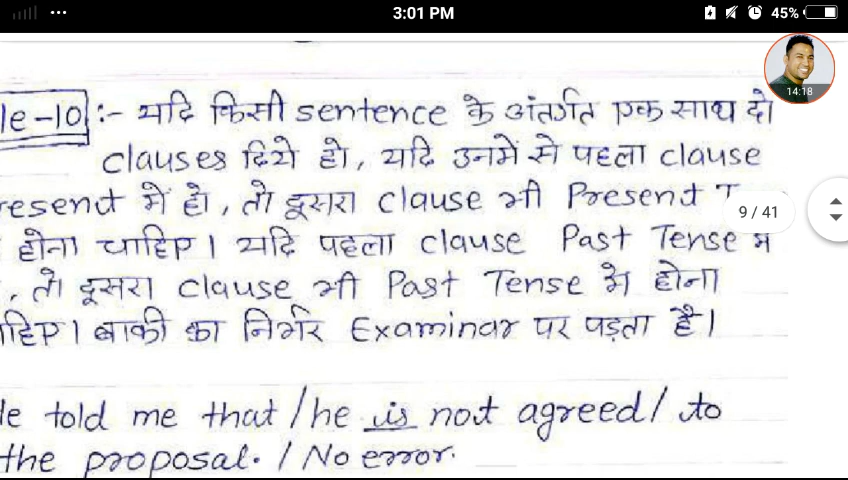 3:01 PM
45%
14:18
le-10 :- यदि किसी sentence के अंतर्गत एक साथ दो
clauses दिये हो, यदि उनमें से पहला clause
resent में हो, तो दूसरा clause भी Present T
9 / 41
होना चाहिए। यदि पहला clause Past Tense में
, तो दूसरा clause भी Past Tense में होना
हिए। बाकी का निर्भर Examinar पर पड़ता है।
le told me that / he is not agreed / to
the proposal. / No error.